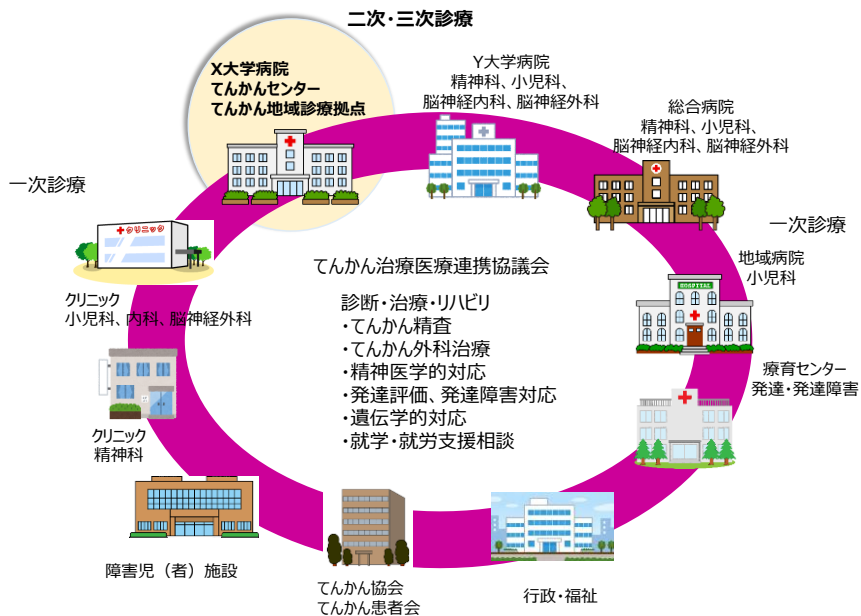 二次・三次診療
X大学病院
てんかんセンター
てんかん地域診療拠点
Y大学病院
精神科、小児科、
脳神経内科、脳神経外科
総合病院
精神科、小児科、
脳神経内科、脳神経外科
一次診療
一次診療
クリニック
地域病院
小児科
HOSPITAL
てんかん治療医療連携協議会
診断・治療・リハビリ
・てんかん精査
・てんかん外科治療
・精神医学的対応
・発達評価、発達障害対応
・遺伝学的対応
・就学・就労支援相談
クリニック
小児科、内科、脳神経外科
療育センター
発達・発達障害
クリニック
精神科
障害児（者）施設
てんかん協会
てんかん患者会
行政・福祉